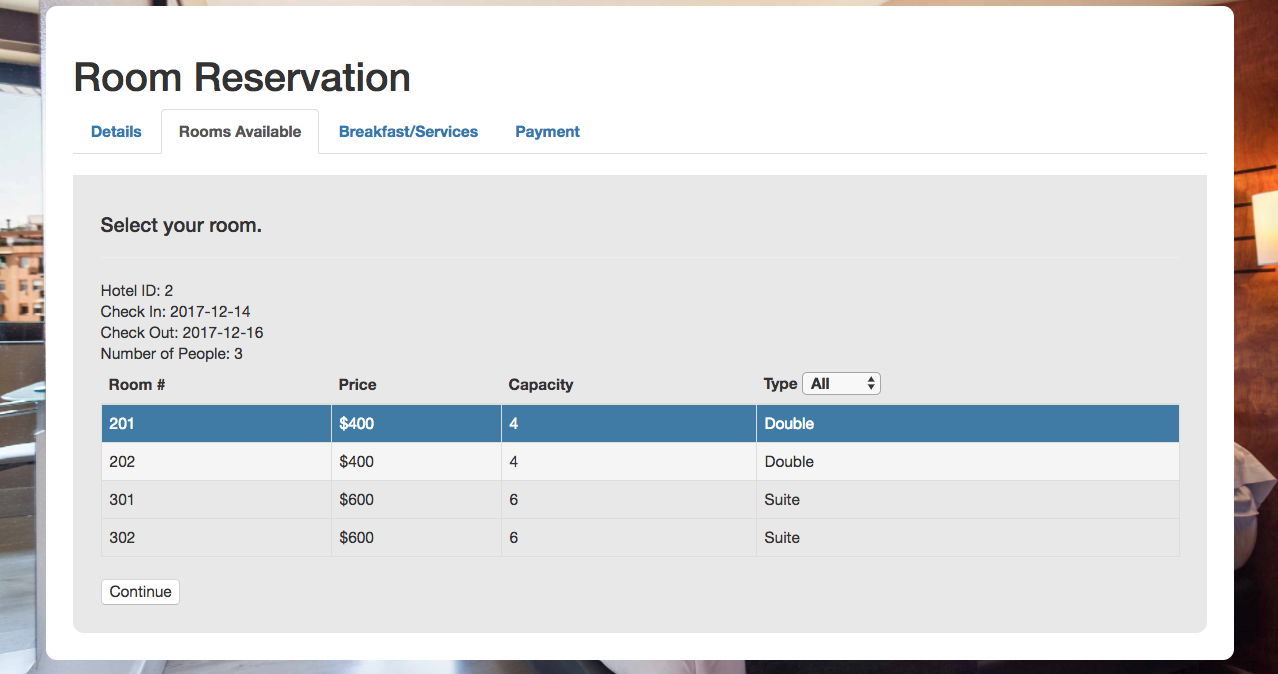 Room Reservation
Details Rooms Available Breakfast/Services Payment
Select your room.
Hotel ID: 2
Check In: 2017-12-14
Check Out: 2017-12-16
Number of People: 3
Room # Price Capacity Type All
201 $400 4 Double
202 $400 4 Double
301 $600 6 Suite
302 $600 6 Suite
Continue